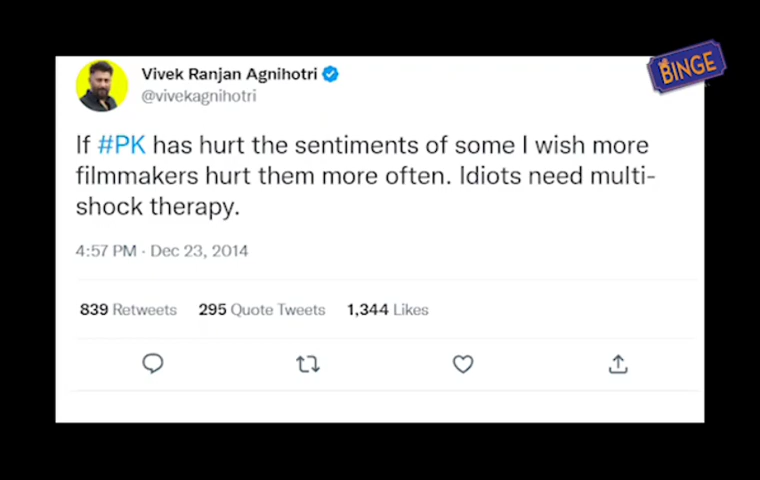 BINGE
Vivek Ranjan Agnihotri
@vivekagnihotri
If #PK has hurt the sentiments of some I wish more
filmmakers hurt them more often. Idiots need multi-
shock therapy.
4:57 PM · Dec 23, 2014
839 Retweets 295 Quote Tweets 1,344 Likes